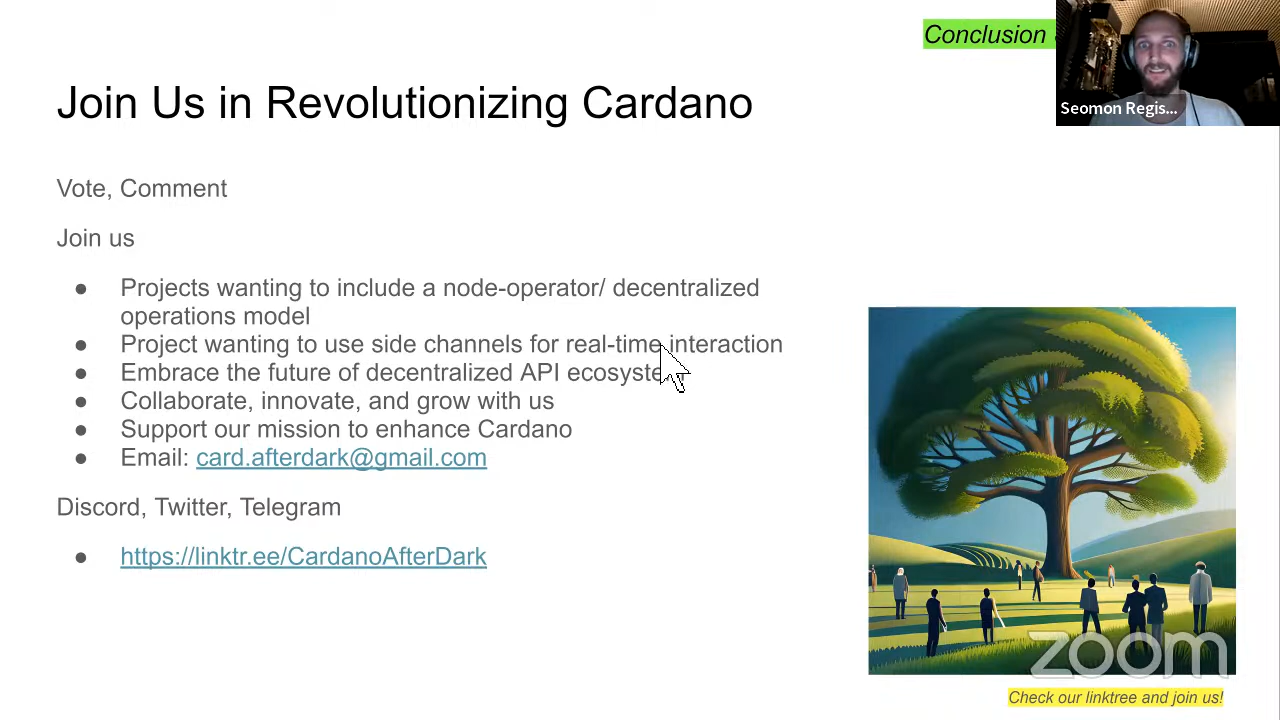 Conclusion
Seomon Regis...
Join Us in Revolutionizing Cardano
Vote, Comment
Join us
● Projects wanting to include a node-operator/ decentralized
operations model
● Project wanting to use side channels for real-time interaction
● Embrace the future of decentralized API
● Collaborate, innovate, and grow with us
● Support our mission to enhance Cardano
● Email: card.afterdark@gmail.com
Discord, Twitter, Telegram
● https://linktr.ee/CardanoAfterDark
zoom
Check our linktree and join us!